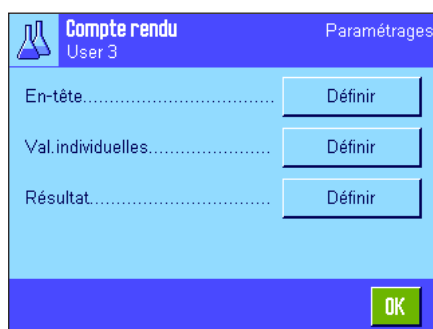 Compte rendu Paramétrages
User 3
En-tête.................................... Définir
Val.individuelles....................... Définir
Résultat.................................. Définir
OK